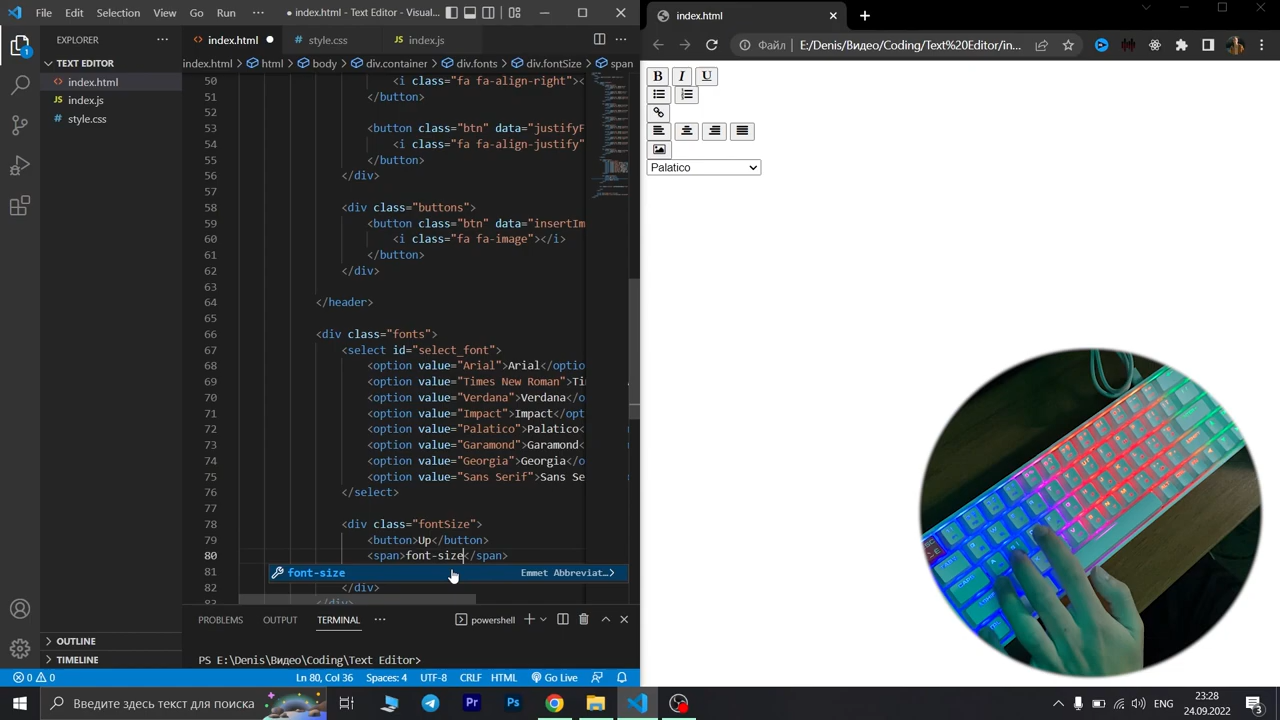 File Edit Selection View Go Run ··· • index.html - Text Editor - Visual...
EXPLORER ···
TEXT EDITOR
index.html
index.js
style.css
OUTLINE
TIMELINE
1
index.html ● style.css index.js ···
index.html > html > body > div.container > div.fonts > div.fontSize > span
50 <i class="fa fa-align-right"><
51 </button>
52
53 <button class="btn" data="justifyF
54 <i class="fa fa-align-justify"
55 </button>
56 </div>
57
58 <div class="buttons">
59 <button class="btn" data="insertIm
60 <i class="fa fa-image"></i>
61 </button>
62 </div>
63
64 </header>
65
66 <div class="fonts">
67 <select id="select_font">
68 <option value="Arial">Arial</optio
69 <option value="Times New Roman">Ti
70 <option value="Verdana">Verdana</o
71 <option value="Impact">Impact</opt
72 <option value="Palatico">Palatico<
73 <option value="Garamond">Garamond<
74 <option value="Georgia">Georgia</o
75 <option value="Sans Serif">Sans Se
76 </select>
77
78 <div class="fontSize">
79 <button>Up</button>
80 <span>font-size</span>
81 font-size Emmet Abbreviat...>
82 </div>
83 </div>
PROBLEMS OUTPUT TERMINAL ··· powershell
PS E:\Denis\Видео\Coding\Text Editor>
0 0 Ln 80, Col 36 Spaces: 4 UTF-8 CRLF HTML Go Live
index.html
Файл E:/Denis/Видео/Coding/Text%20Editor/in...
B I U
Palatico
Введите здесь текст для поиска
Pr Ps
ENG
23:28
24.09.2022
3